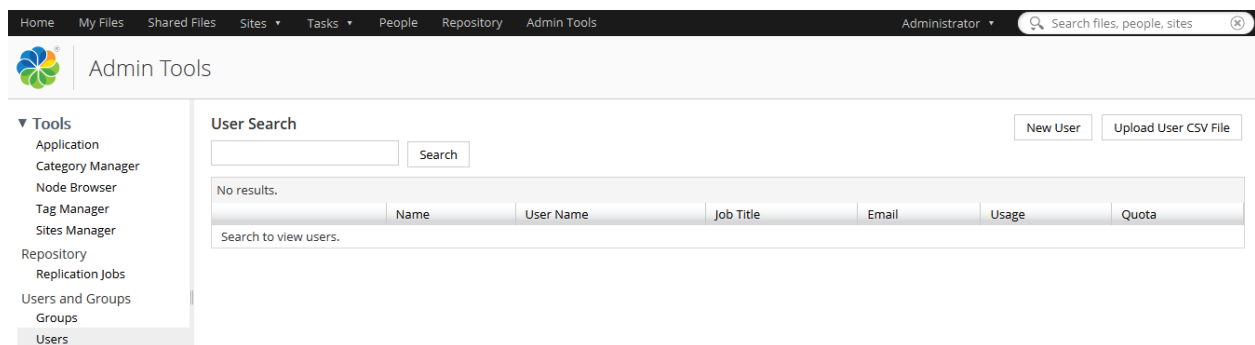 Home My Files Shared Files Sites ▾ Tasks ▾ People Repository Admin Tools Administrator ▾ Search files, people, sites
® Admin Tools
▼ Tools
Application
Category Manager
Node Browser
Tag Manager
Sites Manager
Repository
Replication Jobs
Users and Groups
Groups
Users
User Search
New User Upload User CSV File
Search
No results.
Name User Name Job Title Email Usage Quota
Search to view users.